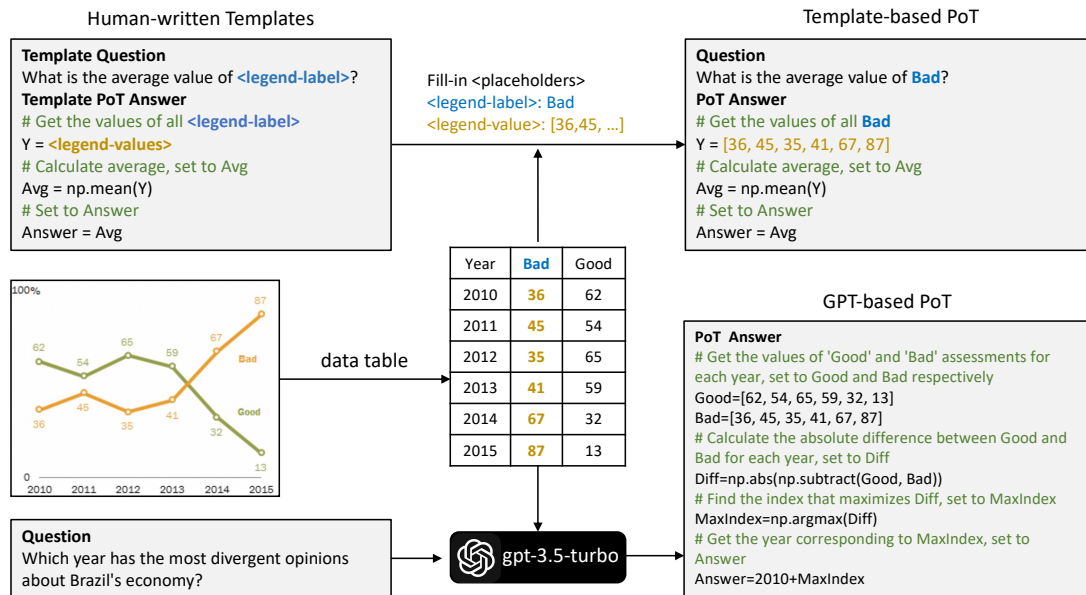 Human-written Templates
Template Question
What is the average value of <legend-label>?
Template PoT Answer
# Get the values of all <legend-label>
Y = <legend-values>
# Calculate average, set to Avg
Avg = np.mean(Y)
# Set to Answer
Answer = Avg
Fill-in <placeholders>
<legend-label>: Bad
<legend-value>: [36,45, ...]
Template-based PoT
Question
What is the average value of Bad?
PoT Answer
# Get the values of all Bad
Y = [36, 45, 35, 41, 67, 87]
# Calculate average, set to Avg
Avg = np.mean(Y)
# Set to Answer
Answer = Avg
100%
87
67
62
65
59
54
Bad
45
41
36
35
Good
32
13
0
2010 2011 2012 2013 2014 2015
data table
Year Bad Good
2010 36 62
2011 45 54
2012 35 65
2013 41 59
2014 67 32
2015 87 13
Question
Which year has the most divergent opinions
about Brazil's economy?
gpt-3.5-turbo
GPT-based PoT
PoT Answer
# Get the values of 'Good' and 'Bad' assessments for
each year, set to Good and Bad respectively
Good=[62, 54, 65, 59, 32, 13]
Bad=[36, 45, 35, 41, 67, 87]
# Calculate the absolute difference between Good and
Bad for each year, set to Diff
Diff=np.abs(np.subtract(Good, Bad))
# Find the index that maximizes Diff, set to MaxIndex
MaxIndex=np.argmax(Diff)
# Get the year corresponding to MaxIndex, set to
Answer
Answer=2010+MaxIndex